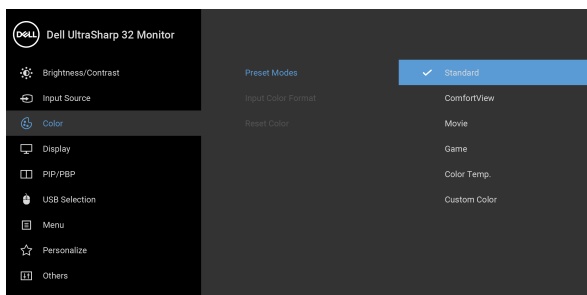 DELL Dell UltraSharp 32 Monitor
Brightness/Contrast
Input Source
Color
Display
PIP/PBP
USB Selection
Menu
Personalize
Others
Preset Modes
Input Color Format
Reset Color
Standard
ComfortView
Movie
Game
Color Temp.
Custom Color